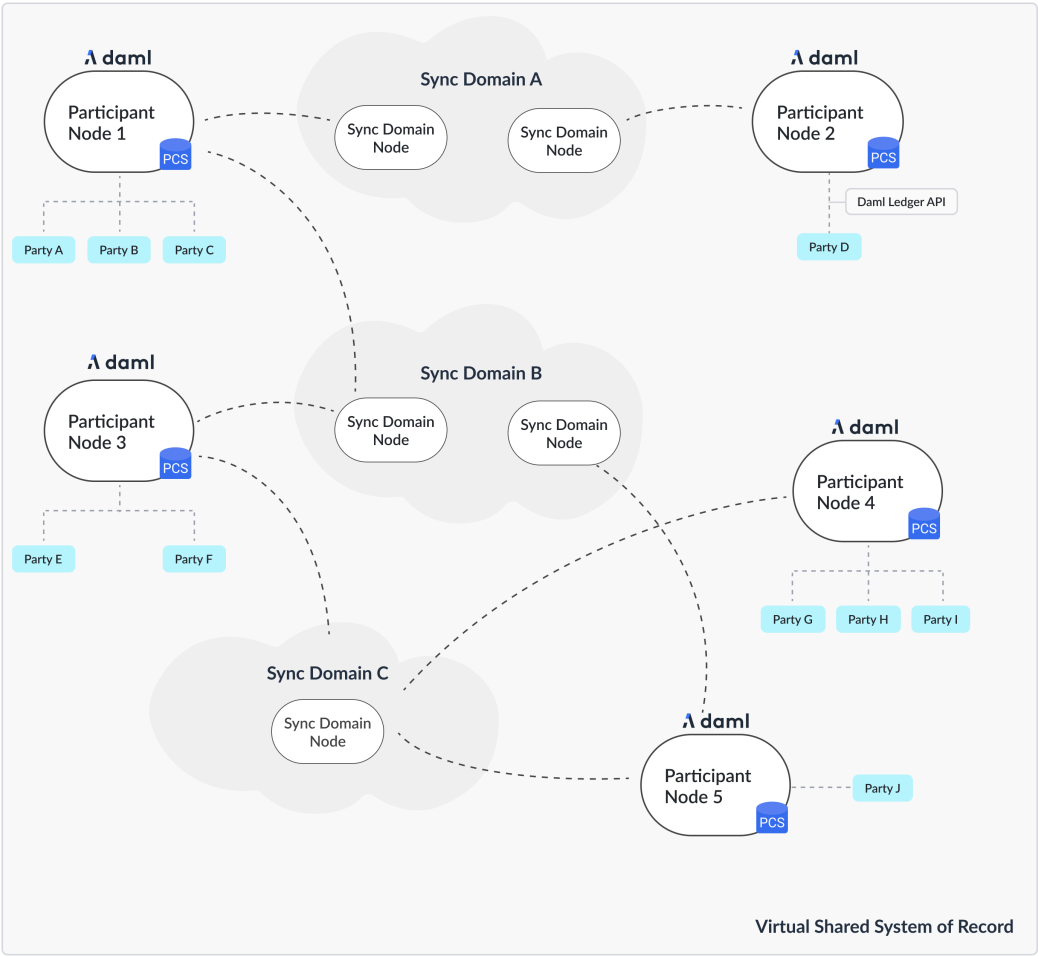 daml
Participant
Node 1
PCS
Party A
Party B
Party C
Sync Domain A
Sync Domain
Node
Sync Domain
Node
daml
Participant
Node 2
PCS
Daml Ledger API
Party D
daml
Participant
Node 3
PCS
Party E
Party F
Sync Domain B
Sync Domain
Node
Sync Domain
Node
daml
Participant
Node 4
PCS
Party G
Party H
Party I
Sync Domain C
Sync Domain
Node
daml
Participant
Node 5
PCS
Party J
Virtual Shared System of Record